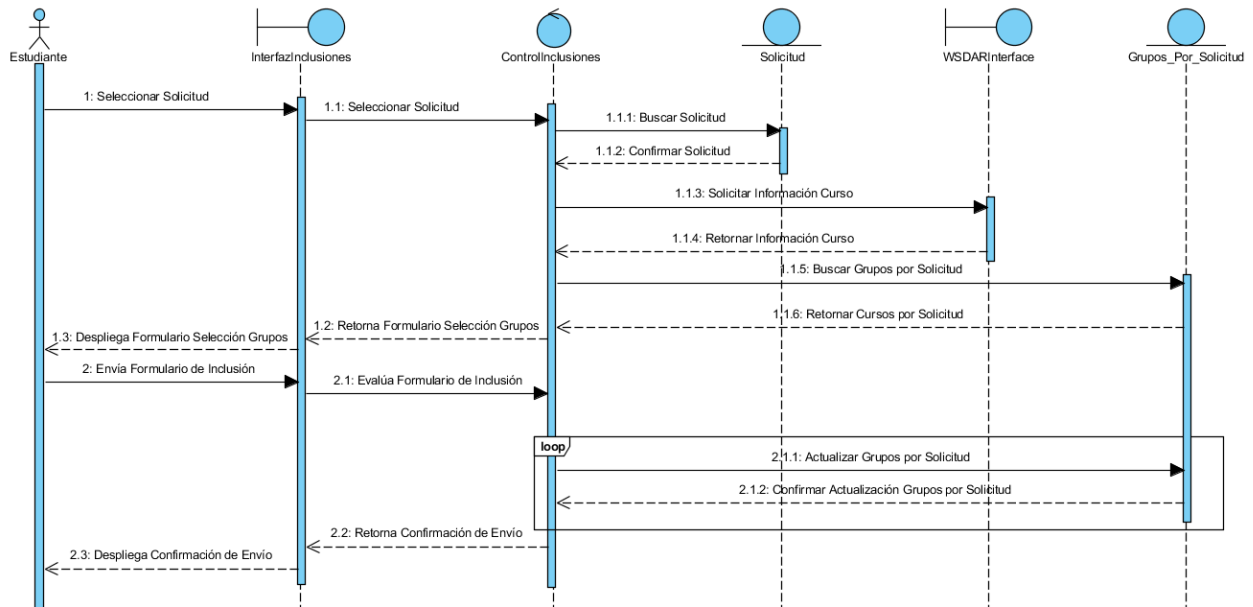 Estudiante
InterfazInclusiones
ControlInclusiones
Solicitud
WSDARInterface
Grupos_Por_Solicitud
1: Seleccionar Solicitud
1.1: Seleccionar Solicitud
1.1.1: Buscar Solicitud
1.1.2: Confirmar Solicitud
1.1.3: Solicitar Información Curso
1.1.4: Retornar Información Curso
1.1.5: Buscar Grupos por Solicitud
1.1.6: Retornar Cursos por Solicitud
1.2: Retorna Formulario Selección Grupos
1.3: Despliega Formulario Selección Grupos
2: Envía Formulario de Inclusión
2.1: Evalúa Formulario de Inclusión
loop
2.1.1: Actualizar Grupos por Solicitud
2.1.2: Confirmar Actualización Grupos por Solicitud
2.2: Retorna Confirmación de Envío
2.3: Despliega Confirmación de Envío